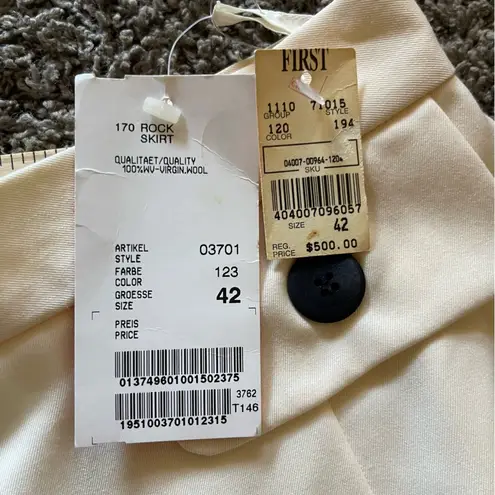 170 ROCK
SKIRT
QUALITAET/QUALITY
100%WV-VIRGIN.WOOL
ARTIKEL 03701
STYLE
FARBE 123
COLOR
GROESSE 42
SIZE
PREIS
PRICE
013749601001502375
3762
T146
1951003701012315
FIRST
1110 71015
GROUP STYLE
120 194
COLOR
04007-00964-1204
SKU
404007096057
SIZE 42
REG. PRICE $500.00